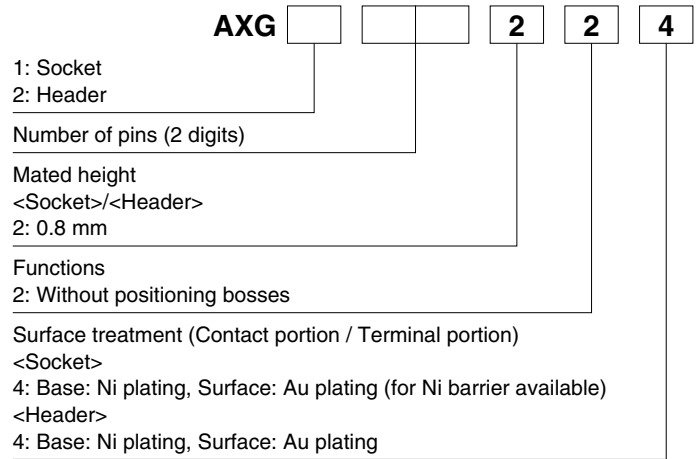 AXG 2 2 4
1: Socket
2: Header
Number of pins (2 digits)
Mated height
<Socket>/<Header>
2: 0.8 mm
Functions
2: Without positioning bosses
Surface treatment (Contact portion / Terminal portion)
<Socket>
4: Base: Ni plating, Surface: Au plating (for Ni barrier available)
<Header>
4: Base: Ni plating, Surface: Au plating